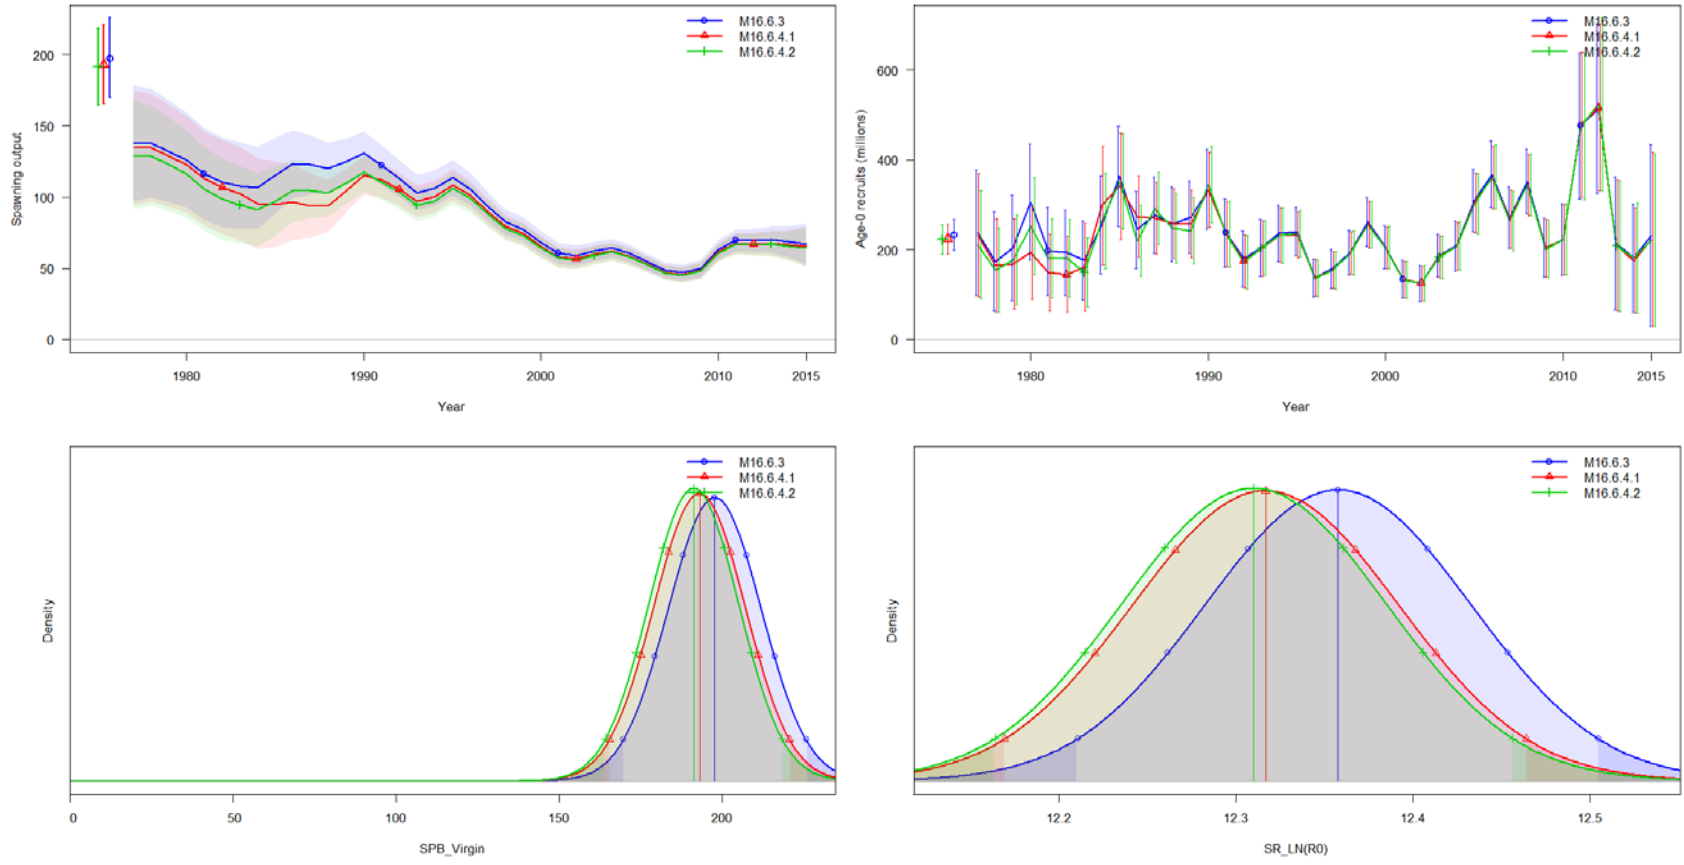 Spawning output
200
150
100
50
0
M16.6.3
M16.6.4.1
M16.6.4.2
1980
1990
2000
2010
2015
Year
Age-0 recruits (millions)
600
400
200
0
M16.6.3
M16.6.4.1
M16.6.4.2
1980
1990
2000
2010
2015
Year
Density
M16.6.3
M16.6.4.1
M16.6.4.2
0
50
100
150
200
SPB_Virgin
Density
M16.6.3
M16.6.4.1
M16.6.4.2
12.2
12.3
12.4
12.5
SR_LN(R0)